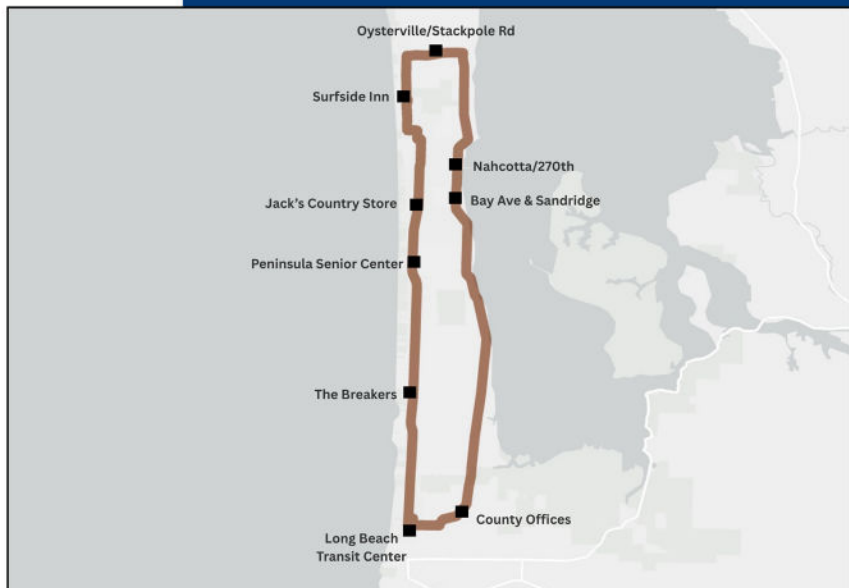 Oysterville/Stackpole Rd
Surfside Inn
Nahcotta/270th
Bay Ave & Sandridge
Jack's Country Store
Peninsula Senior Center
The Breakers
County Offices
Long Beach
Transit Center